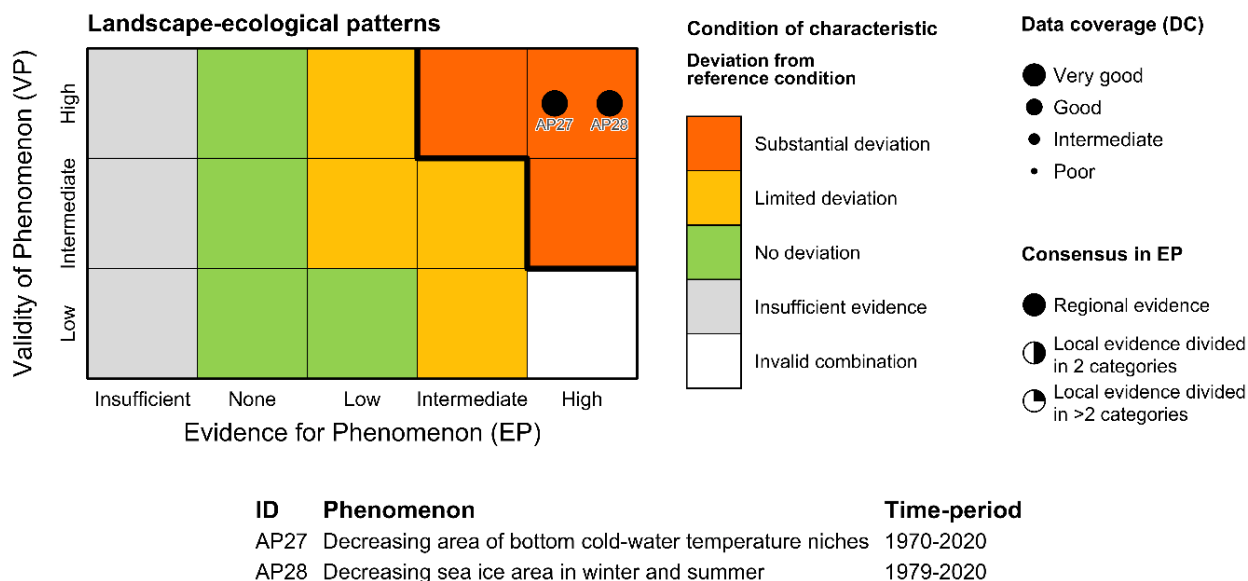 Landscape-ecological patterns
Validity of Phenomenon (VP)
High
Intermediate
Low
AP27
AP28
Insufficient
None
Low
Intermediate
High
Evidence for Phenomenon (EP)
Condition of characteristic
Deviation from
reference condition
Substantial deviation
Limited deviation
No deviation
Insufficient evidence
Invalid combination
Data coverage (DC)
Very good
Good
Intermediate
Poor
Consensus in EP
Regional evidence
Local evidence divided
in 2 categories
Local evidence divided
in >2 categories
ID Phenomenon Time-period
AP27 Decreasing area of bottom cold-water temperature niches 1970-2020
AP28 Decreasing sea ice area in winter and summer 1979-2020